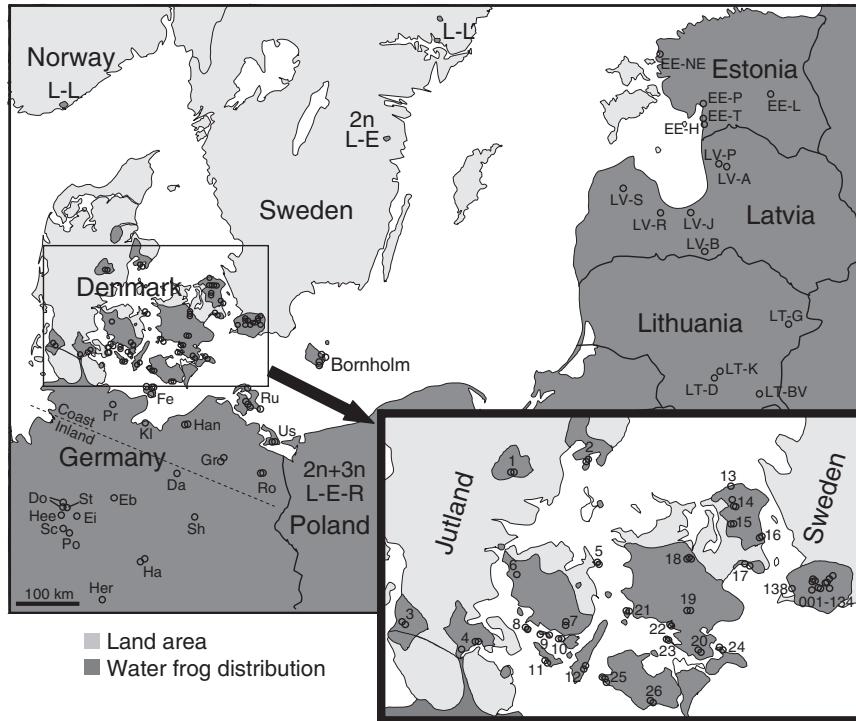 Norway
L-L
L-L
2n
L-E
Sweden
EE-NE
Estonia
EE-P
EE-L
EE-T
EE-H
LV-P
LV-A
LV-S
LV-R
LV-J
Latvia
LV-B
Lithuania
LT-G
LT-K
LT-D
LT-BV
Denmark
Bornholm
Fe
Ru
Pr
Coast
Inland
Kl
Han
Us
Germany
Gr
Da
Ro
2n+3n
L-E-R
Poland
Do
St
Hee
Ei
Eb
Sc
Po
Sh
Ha
Her
100 km
Land area
Water frog distribution
Jutland
Sweden
1
2
13
14
15
16
5
6
18
17
138
001-134
3
4
7
8
9
10
11
12
21
19
22
23
20
24
25
26